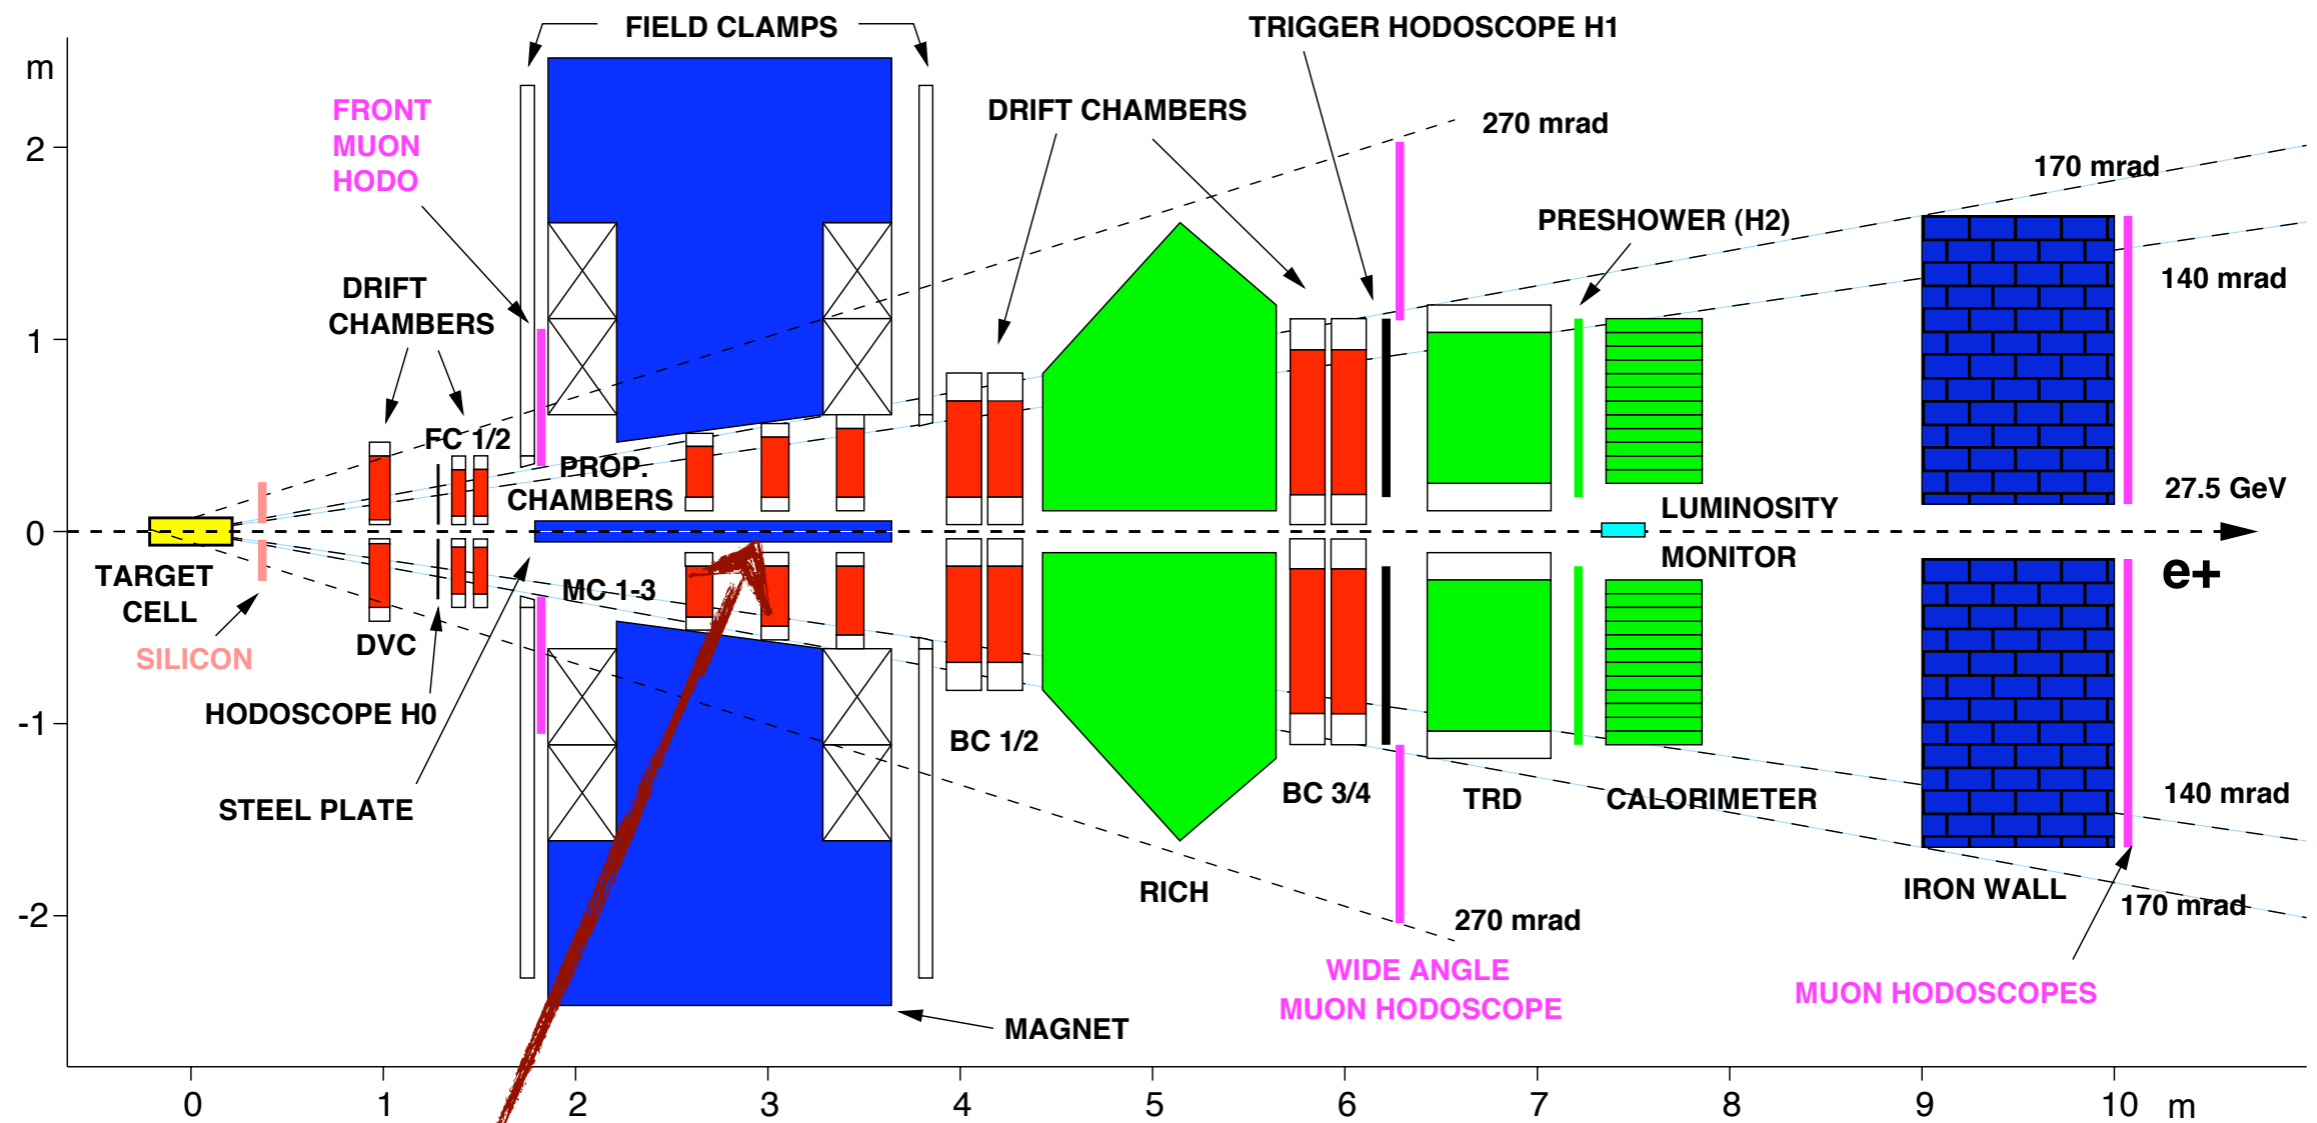 FIELD CLAMPS
TRIGGER HODOSCOPE H1
m
FRONT
MUON
HODO
DRIFT CHAMBERS
270 mrad
2
170 mrad
PRESHOWER (H2)
140 mrad
DRIFT
CHAMBERS
1
FC 1/2
PROP.
CHAMBERS
27.5 GeV
LUMINOSITY
0
MONITOR
e+
TARGET
CELL
MC 1-3
SILICON
DVC
HODOSCOPE H0
-1
BC 1/2
STEEL PLATE
BC 3/4
TRD
CALORIMETER
140 mrad
RICH
IRON WALL
170 mrad
-2
270 mrad
WIDE ANGLE
MUON HODOSCOPE
MUON HODOSCOPES
MAGNET
0 1 2 3 4 5 6 7 8 9 10 m